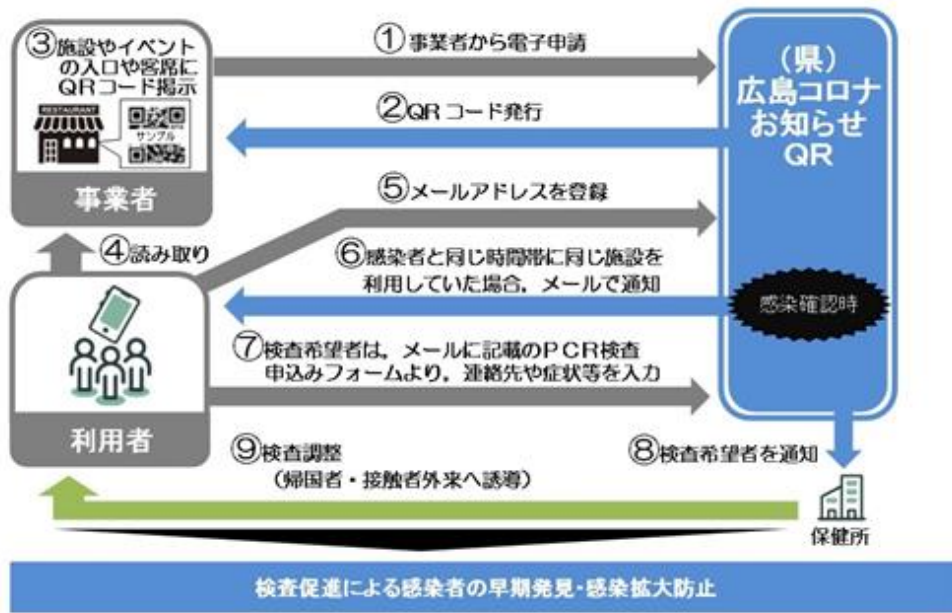 ①事業者から電子申請
③施設やイベント
の入口や客席に
QRコード掲示
RESTAURANT
サンプル
事業者
②QRコード発行
(県)
広島コロナ
お知らせ
QR
④読み取り
⑤メールアドレスを登録
⑥感染者と同じ時間帯に同じ施設を
利用していた場合，メールで通知
感染確認時
⑦検査希望者は，メールに記載のPCR検査
申込みフォームより，連絡先や症状等を入力
利用者
⑧検査希望者を通知
⑨検査調整
(帰国者・接触者外来へ誘導)
保健所
検査促進による感染者の早期発見・感染拡大防止